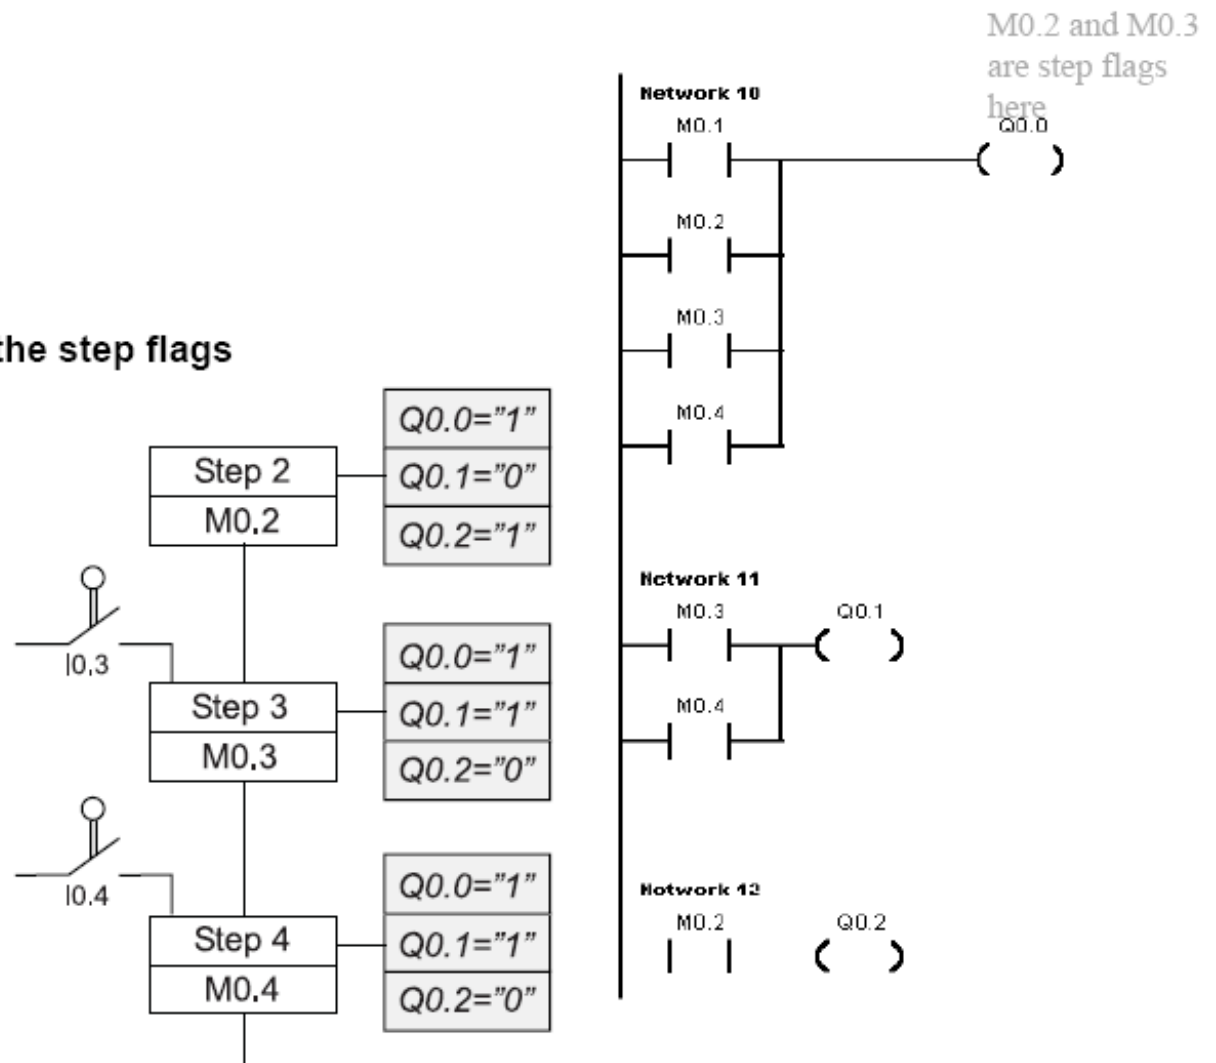 M0.2 and M0.3
are step flags
here
Network 10
M0.1
Q0.0
M0.2
M0.3
M0.4
Network 11
M0.3
Q0.1
M0.4
Network 12
M0.2
Q0.2
the step flags
Step 2
M0.2
Q0.0="1"
Q0.1="0"
Q0.2="1"
I0.3
Step 3
M0.3
Q0.0="1"
Q0.1="1"
Q0.2="0"
I0.4
Step 4
M0.4
Q0.0="1"
Q0.1="1"
Q0.2="0"